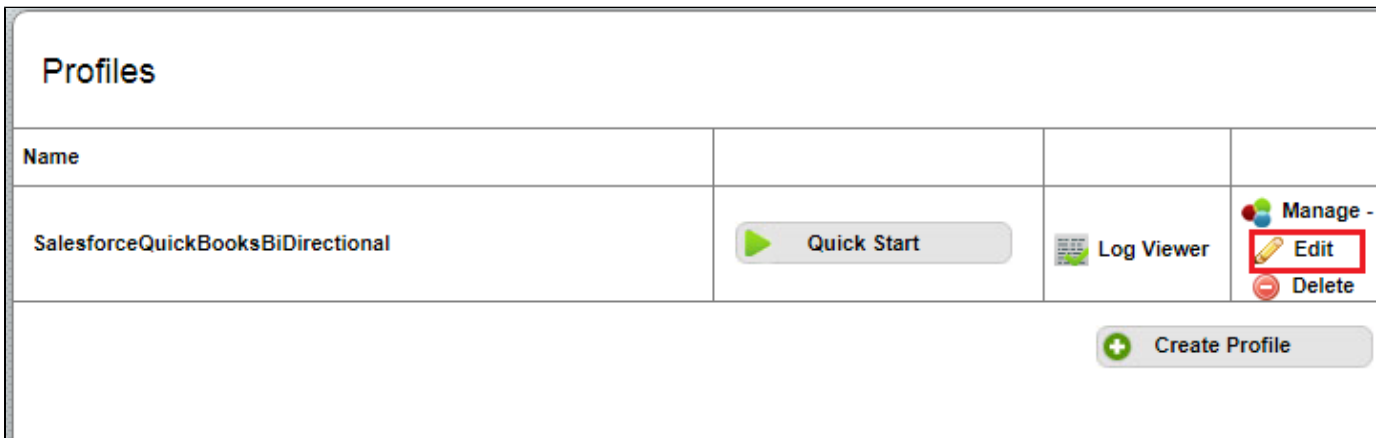 Profiles
Name
SalesforceQuickBooksBiDirectional
Quick Start
Log Viewer
Manage -
Edit
Delete
Create Profile